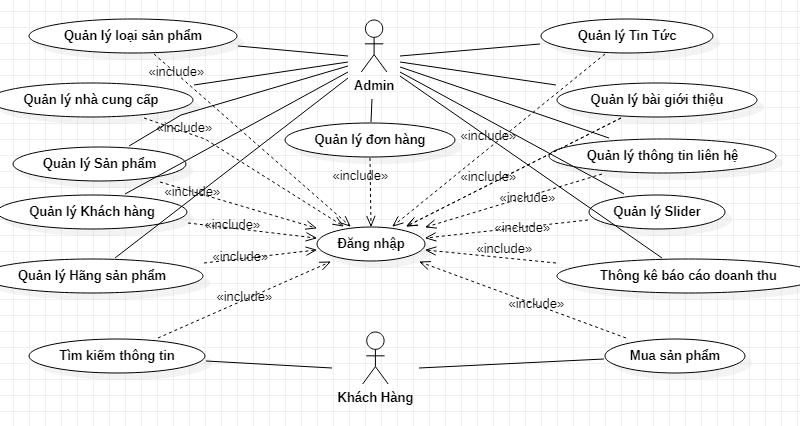 Quản lý loại sản phẩm
Quản lý Tin Tức
«include»
Admin
Quản lý nhà cung cấp
Quản lý bài giới thiệu
«include»
Quản lý đơn hàng
«include»
Quản lý Sản phẩm
Quản lý thông tin liên hệ
«include»
«include»
«include»
«include»
Quản lý Khách hàng
Quản lý Slider
«include»
«include»
Đăng nhập
«include»
«include»
Quản lý Hãng sản phẩm
Thông kê báo cáo doanh thu
«include»
«include»
Tìm kiếm thông tin
Mua sản phẩm
Khách Hàng